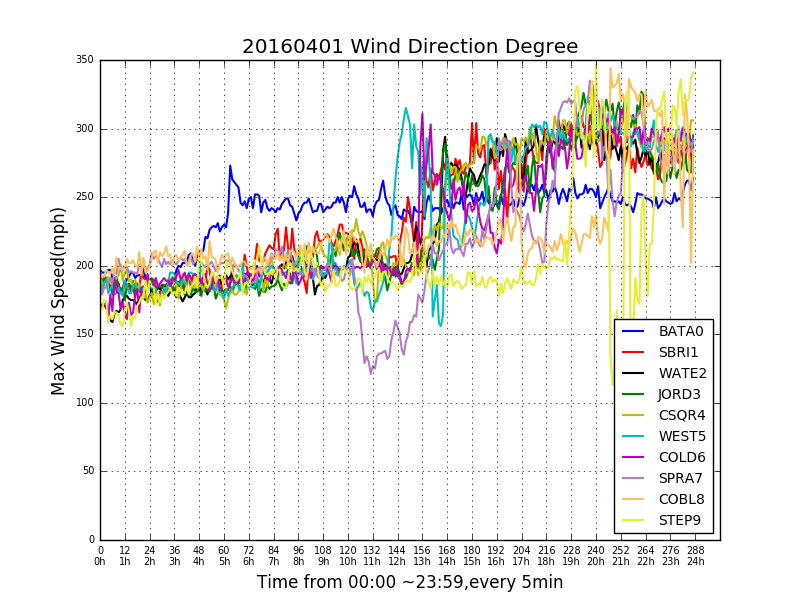 20160401 Wind Direction Degree
Max Wind Speed(mph)
350
300
250
200
150
100
50
0
0 12 24 36 48 60 72 84 96 108 120 132 144 156 168 180 192 204 216 228 240 252 264 276 288
0h 1h 2h 3h 4h 5h 6h 7h 8h 9h 10h 11h 12h 13h 14h 15h 16h 17h 18h 19h 20h 21h 22h 23h 24h
Time from 00:00 ~23:59,every 5min
BATA0
SBRI1
WATE2
JORD3
CSQR4
WEST5
COLD6
SPRA7
COBL8
STEP9